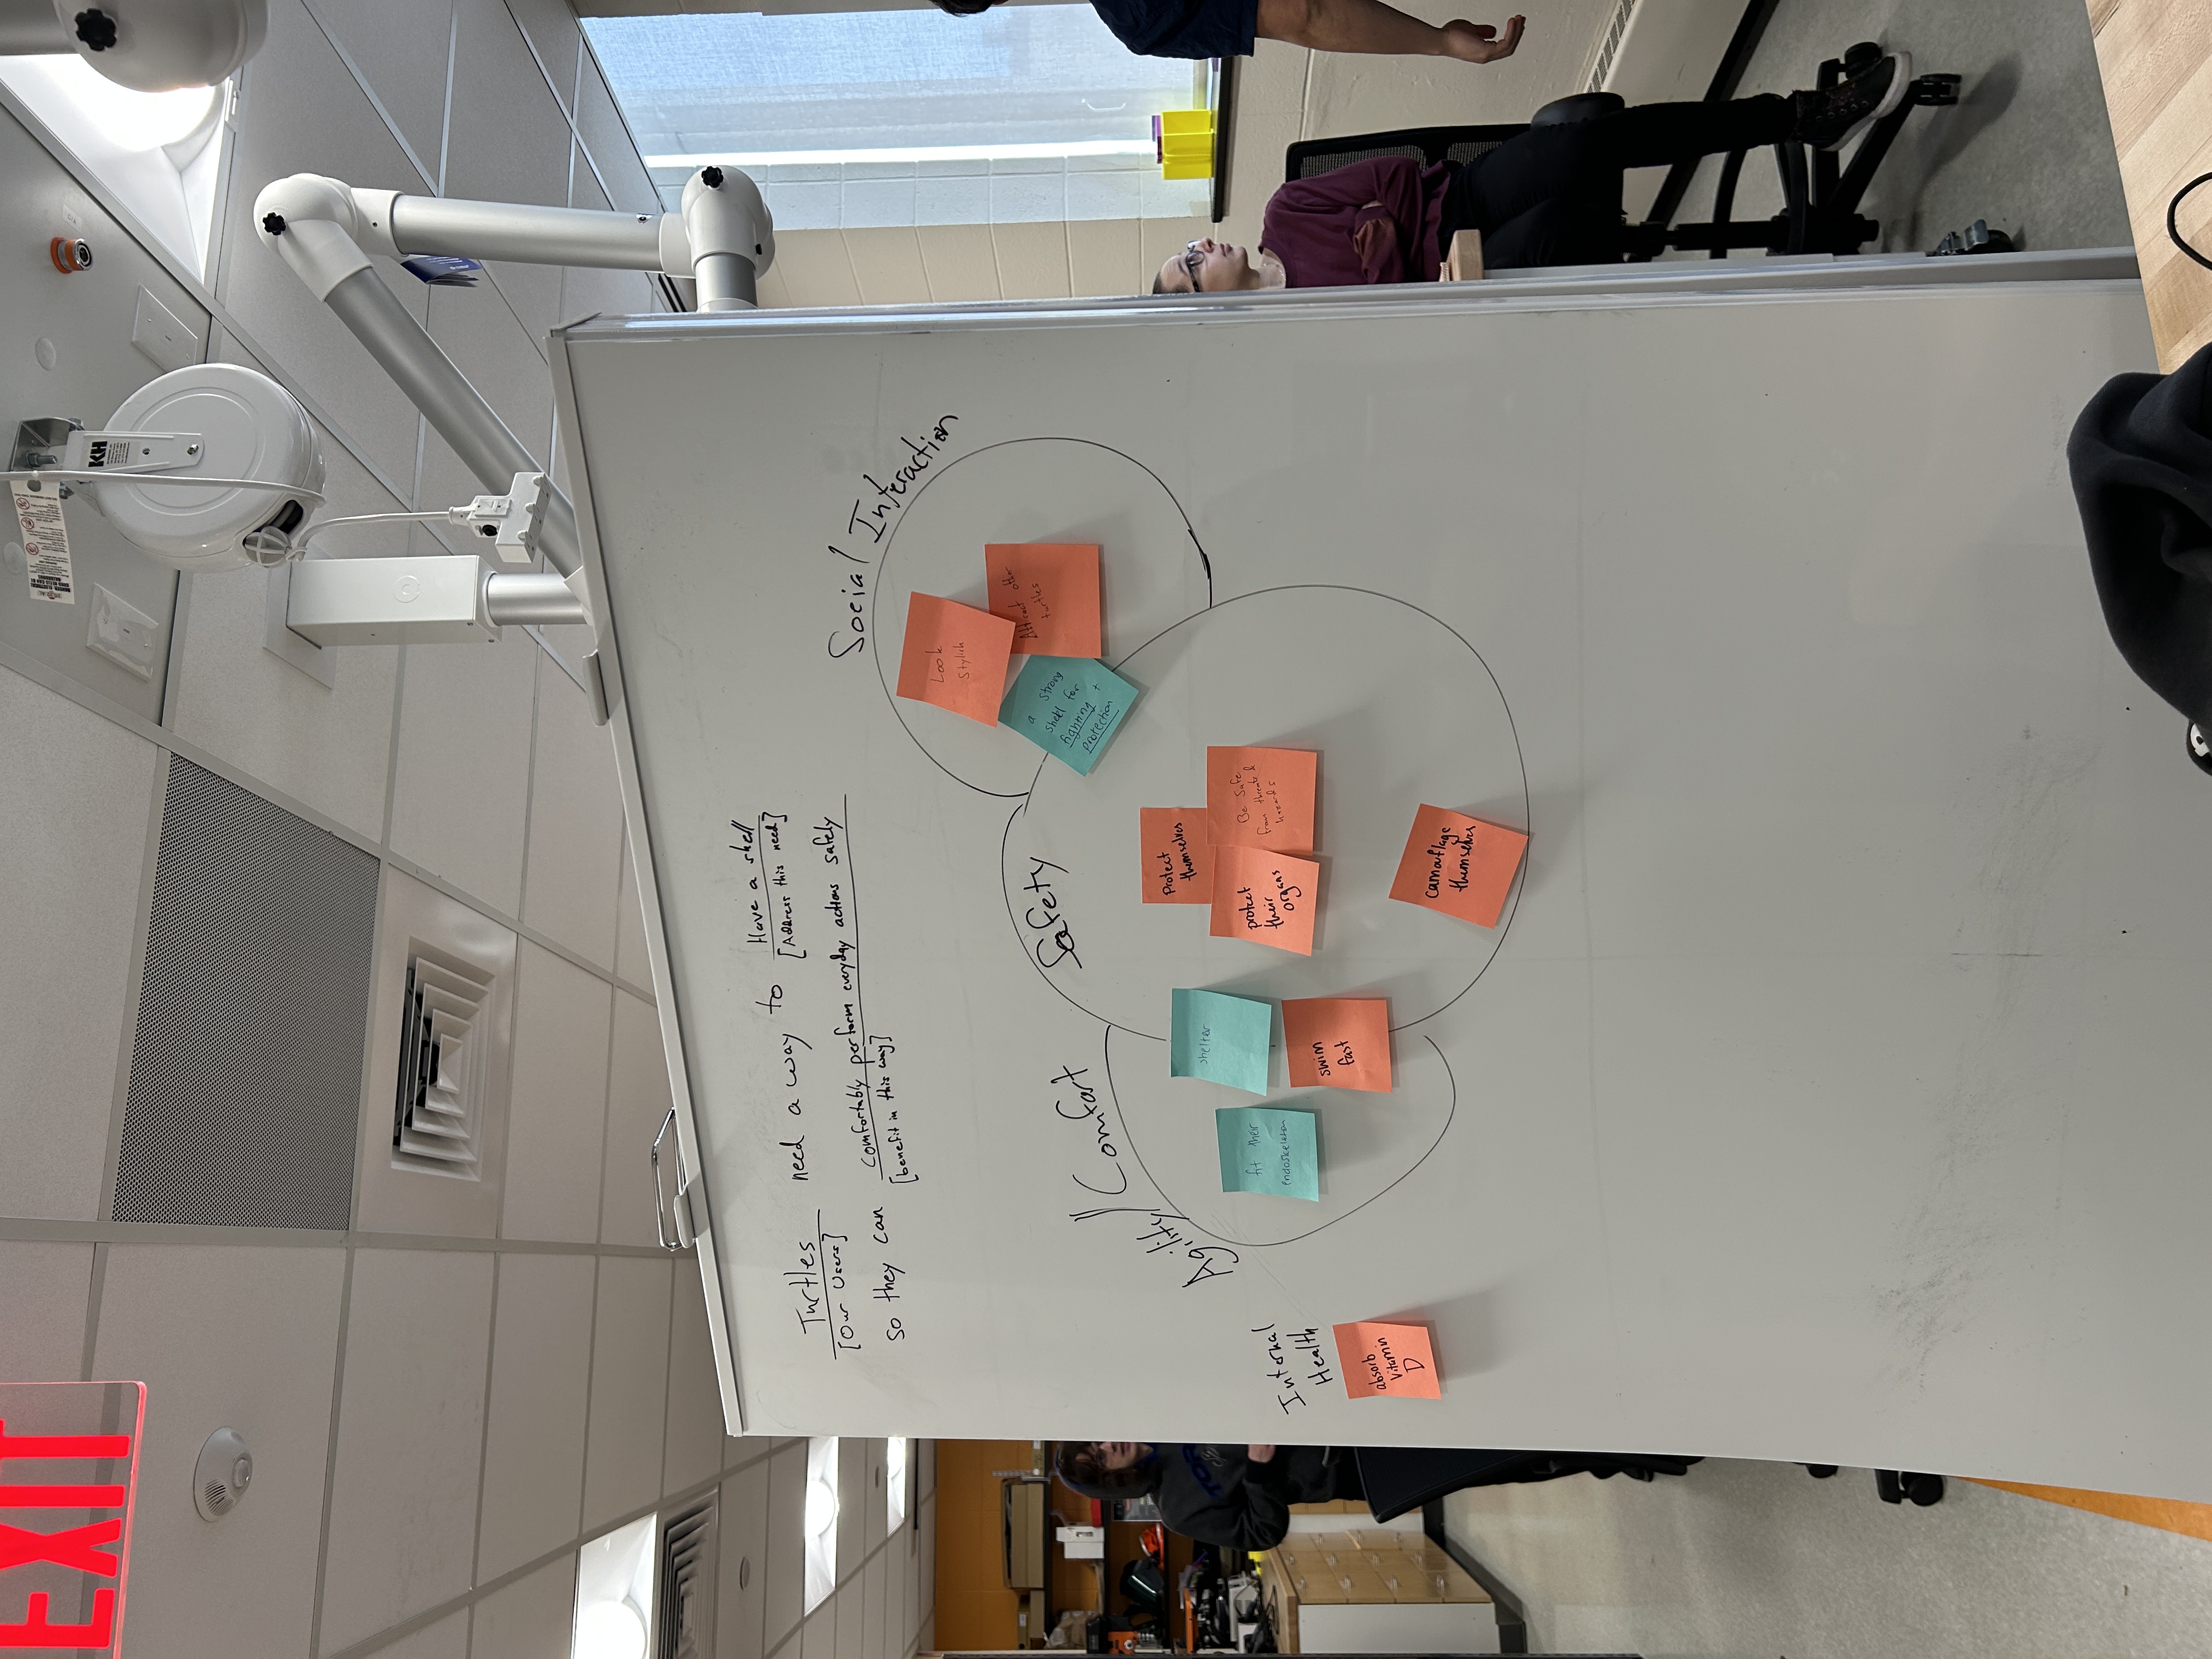 EXIT
KH
Turtles need a way to Have a shell
[Our Users] [Address this need]
so they can comfortably perform everyday actions safely
[benefit in this way]
Social Interaction
Look
Stylish
Attract other
turtles
a strong
shell for
fighting +
protection
Safety
Protect
themselves
protect
their
organs
Be Safe
from threats &
hazards
camouflage
themselves
Agility/Comfort
shelter
fit their
endoskeleton
swim
fast
Internal
Health
absorb
Vitamin
D